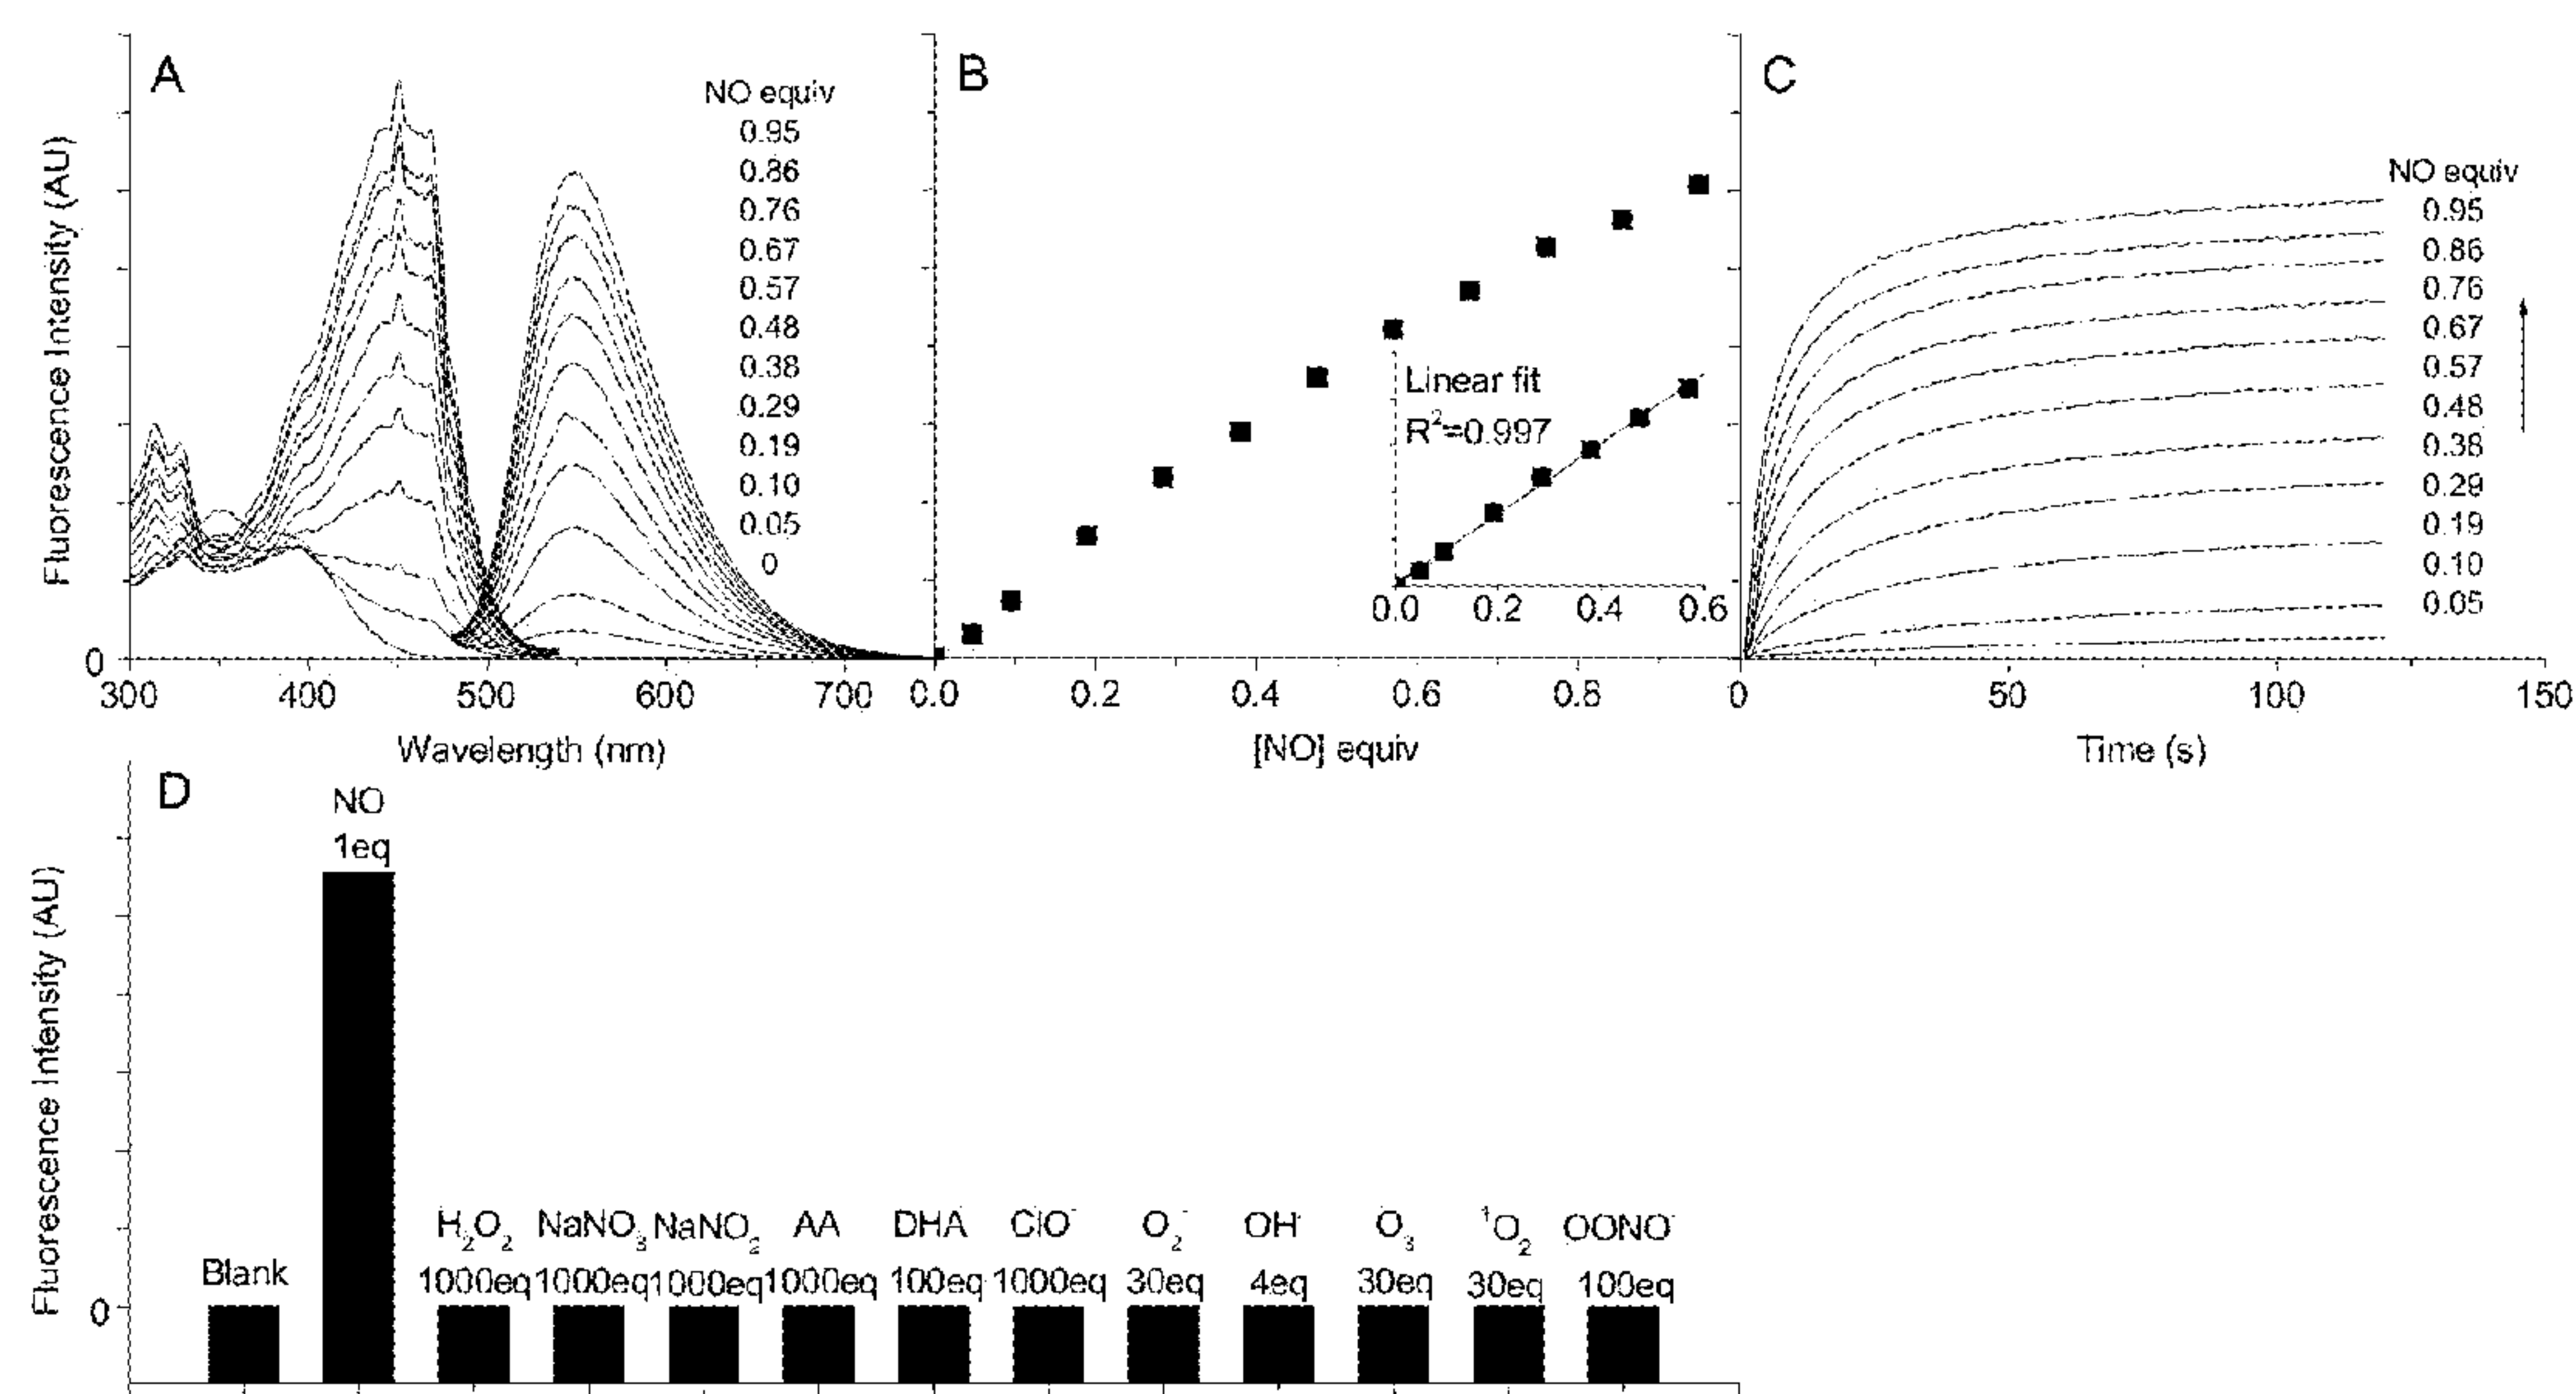 A
Fluorescence Intensity (AU)
NO equiv
0.95
0.86
0.76
0.67
0.57
0.48
0.38
0.29
0.19
0.10
0.05
0
0
300 400 500 600 700
Wavelength (nm)
B
Linear fit
R²=0.997
0.0 0.2 0.4 0.6
0.0 0.2 0.4 0.6 0.8
[NO] equiv
C
NO equiv
0.95
0.86
0.76
0.67
0.57
0.48
0.38
0.29
0.19
0.10
0.05
0 50 100 150
Time (s)
D
Fluorescence Intensity (AU)
0
Blank
NO
1eq
H₂O₂ NaNO₃ NaNO₂ AA DHA ClO⁻ O₂⁻ OH· O₃ ¹O₂ OONO⁻
1000eq 1000eq 1000eq 1000eq 100eq 1000eq 30eq 4eq 30eq 30eq 100eq